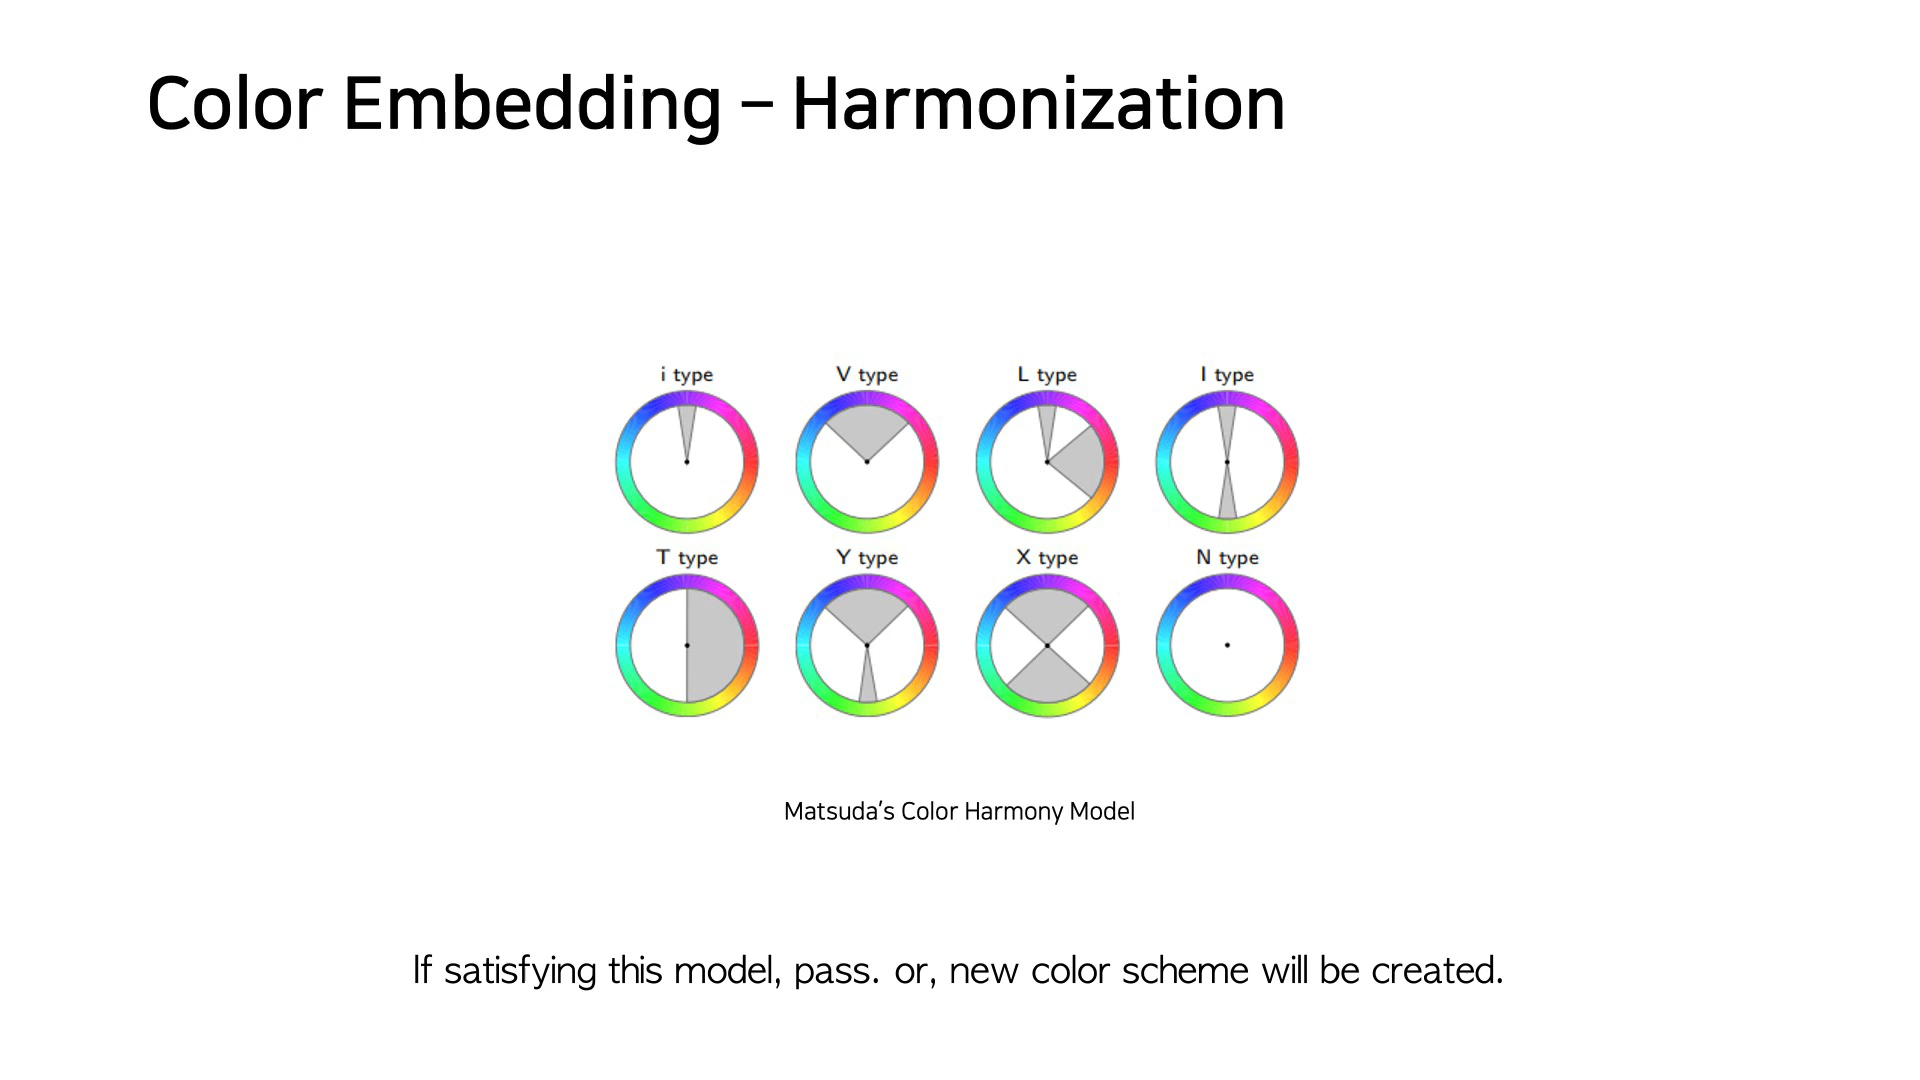 Color Embedding – Harmonization
i type
V type
L type
I type
T type
Y type
X type
N type
Matsuda's Color Harmony Model
If satisfying this model, pass. or, new color scheme will be created.